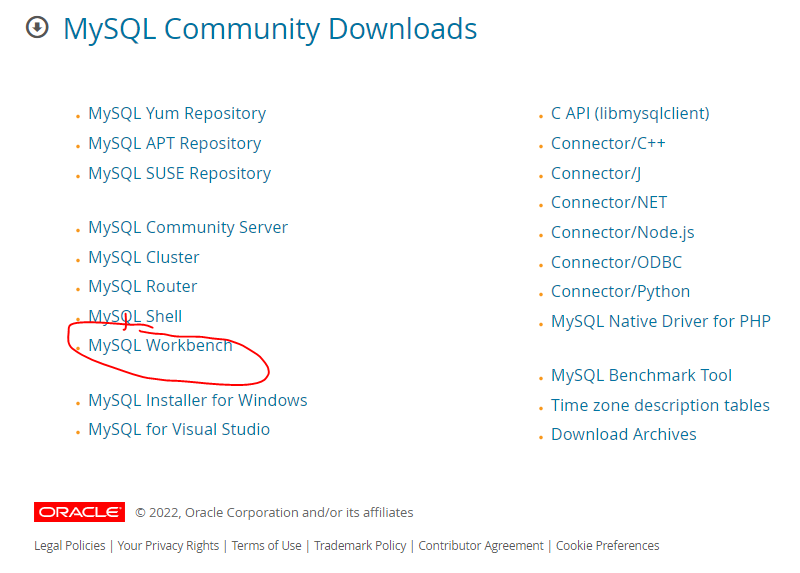 MySQL Community Downloads
MySQL Yum Repository
MySQL APT Repository
MySQL SUSE Repository
MySQL Community Server
MySQL Cluster
MySQL Router
MySQL Shell
MySQL Workbench
MySQL Installer for Windows
MySQL for Visual Studio
C API (libmysqlclient)
Connector/C++
Connector/J
Connector/NET
Connector/Node.js
Connector/ODBC
Connector/Python
MySQL Native Driver for PHP
MySQL Benchmark Tool
Time zone description tables
Download Archives
ORACLE © 2022, Oracle Corporation and/or its affiliates
Legal Policies | Your Privacy Rights | Terms of Use | Trademark Policy | Contributor Agreement | Cookie Preferences